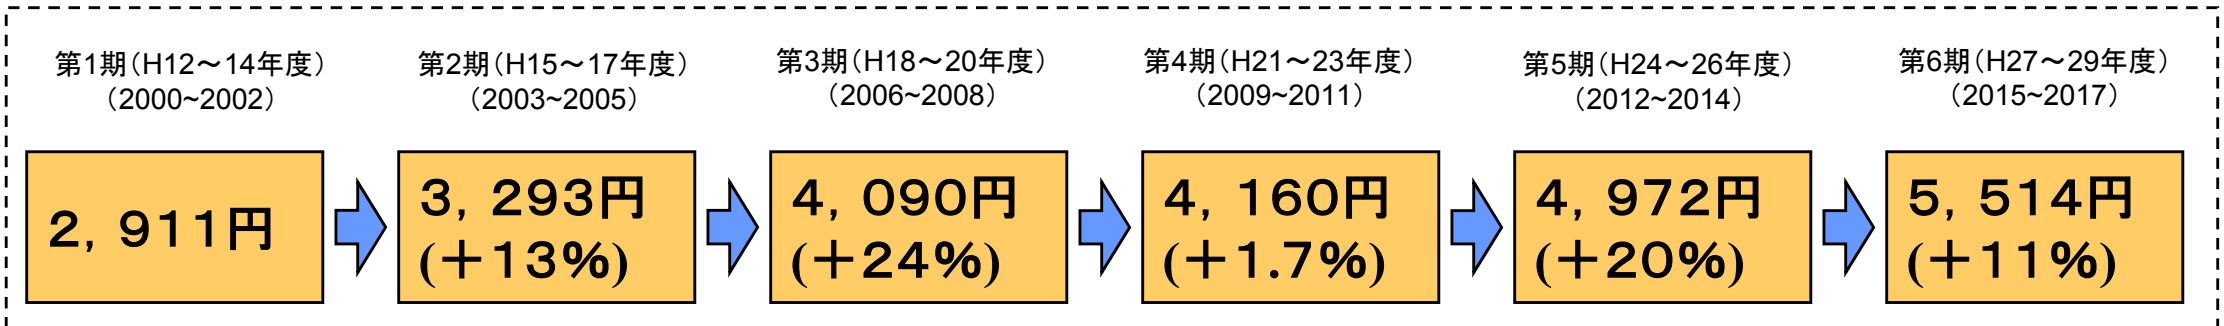 第1期(H12～14年度)
(2000~2002)
第2期(H15～17年度)
(2003~2005)
第3期(H18～20年度)
(2006~2008)
第4期(H21～23年度)
(2009~2011)
第5期(H24～26年度)
(2012~2014)
第6期(H27～29年度)
(2015~2017)
２，９１１円
３，２９３円
(＋１３％)
４，０９０円
(＋２４％)
４，１６０円
(＋１.７％)
４，９７２円
(＋２０％)
５，５１４円
(＋１１％)